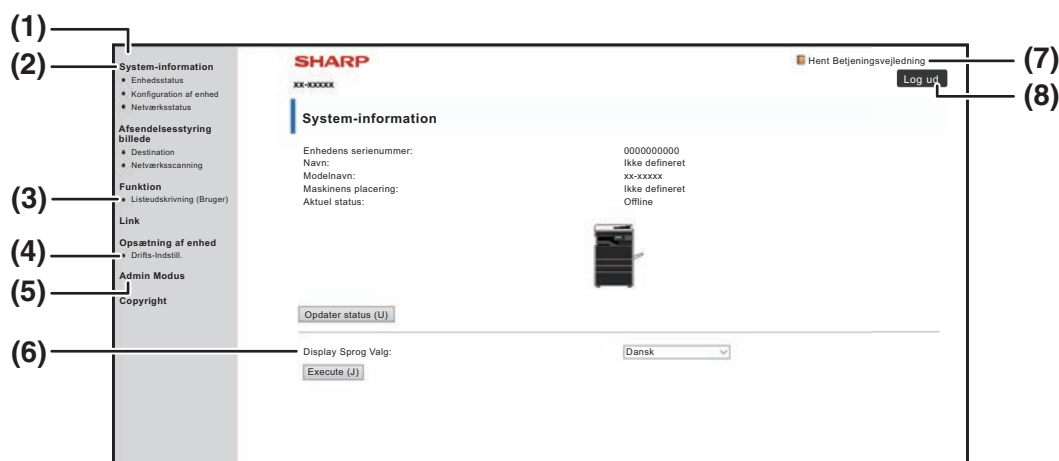 (1)
(2)
(3)
(4)
(5)
(6)
System-information
Enhedsstatus
Konfiguration af enhed
Netværksstatus
Afsendelsesstyring
billede
Destination
Netværksscanning
Funktion
Listeudskrivning (Bruger)
Link
Opsætning af enhed
Drifts-Indstill.
Admin Modus
Copyright
SHARP
xx-xxxxx
Hent Betjeningsvejledning
(7)
Log ud
(8)
System-information
Enhedens serienummer: 0000000000
Navn: Ikke defineret
Modelnavn: xx-xxxxx
Maskinens placering: Ikke defineret
Aktuel status: Offline
Opdater status (U)
Display Sprog Valg: Dansk
Execute (J)